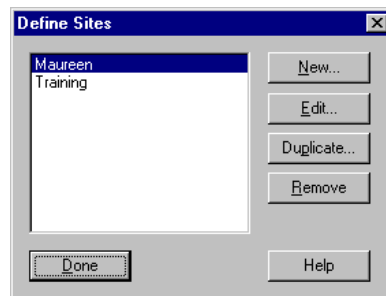 Define Sites
Maureen
Training
New...
Edit...
Duplicate...
Remove
Done
Help